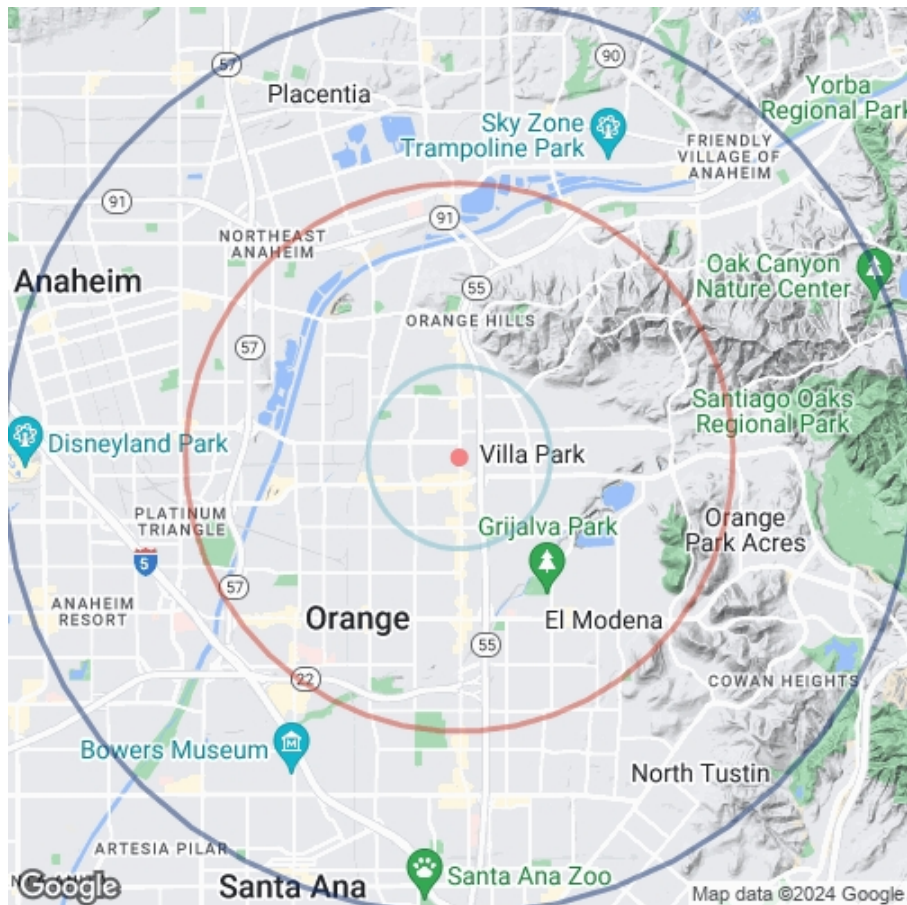 57
90
Placentia
Yorba
Regional Park
Sky Zone
Trampoline Park
FRIENDLY
VILLAGE OF
ANAHEIM
91
91
NORTHEAST
ANAHEIM
Anaheim
55
Oak Canyon
Nature Center
ORANGE HILLS
57
Santiago Oaks
Regional Park
Disneyland Park
Villa Park
PLATINUM
TRIANGLE
Grijalva Park
Orange
Park Acres
5
57
ANAHEIM
RESORT
Orange
El Modena
55
22
COWAN HEIGHTS
Bowers Museum
North Tustin
ARTESIA PILAR
Santa Ana Zoo
Santa Ana
Google
Map data ©2024 Google